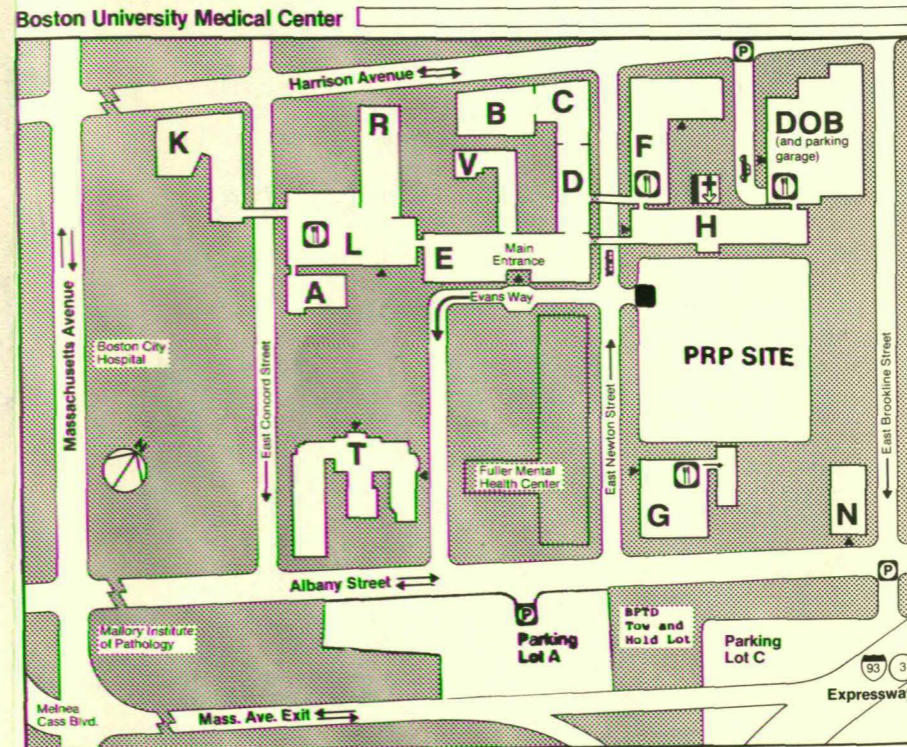 Boston University Medical Center
Harrison Avenue
P
K
R
B
C
F
DOB
(and parking
garage)
V
D
L
E
Main
Entrance
H
A
Evans Way
Massachusetts Avenue
Boston City
Hospital
East Concord Street
PRP SITE
East Newton Street
East Brookline Street
N
T
Fuller Mental
Health Center
G
N
Albany Street
P
P
Mallory Institute
of Pathology
Parking
Lot A
BPTD
Tow and
Hold Lot
Parking
Lot C
93
3
Melnea
Cass Blvd.
Mass. Ave. Exit
Expressway